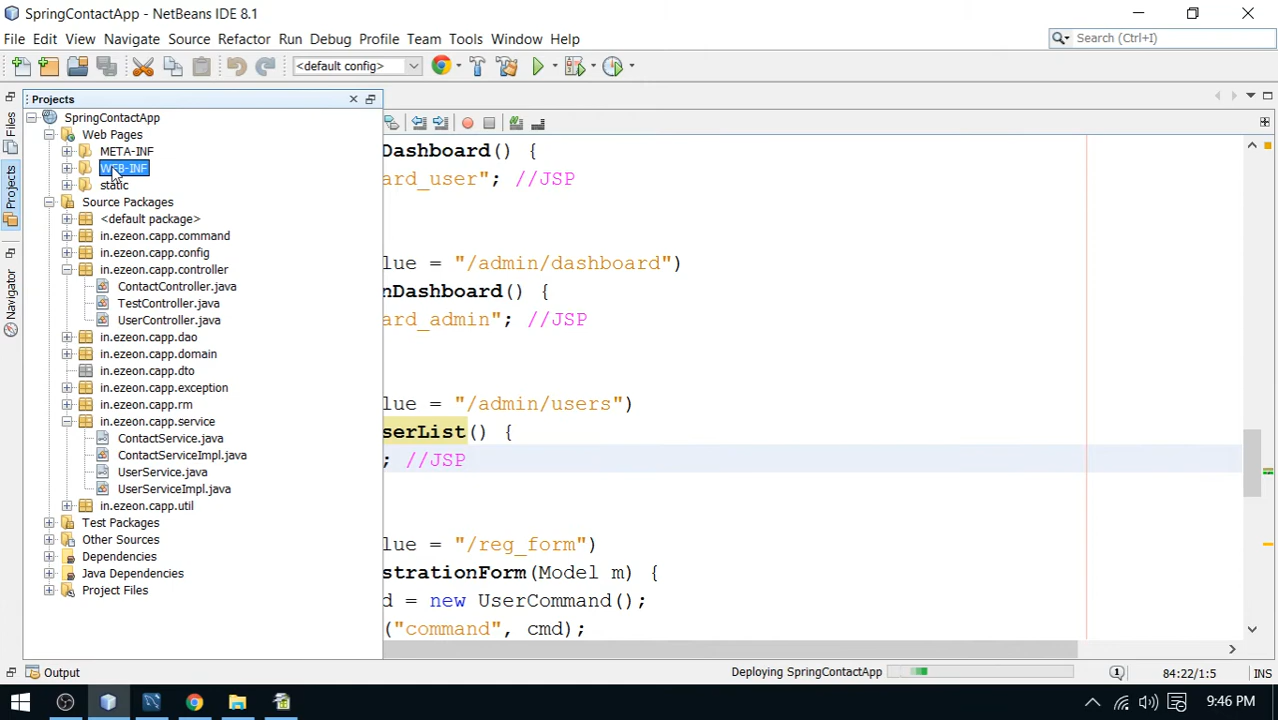 SpringContactApp - NetBeans IDE 8.1
File Edit View Navigate Source Refactor Run Debug Profile Team Tools Window Help
Search (Ctrl+I)
<default config>
Projects
Files
Projects
Navigator
SpringContactApp
Web Pages
META-INF
WEB-INF
static
Source Packages
<default package>
in.ezeon.capp.command
in.ezeon.capp.config
in.ezeon.capp.controller
ContactController.java
TestController.java
UserController.java
in.ezeon.capp.dao
in.ezeon.capp.domain
in.ezeon.capp.dto
in.ezeon.capp.exception
in.ezeon.capp.rm
in.ezeon.capp.service
ContactService.java
ContactServiceImpl.java
UserService.java
UserServiceImpl.java
in.ezeon.capp.util
Test Packages
Other Sources
Dependencies
Java Dependencies
Project Files
Dashboard() {
ard_user"; //JSP
lue = "/admin/dashboard")
nDashboard() {
ard_admin"; //JSP
lue = "/admin/users")
serList() {
; //JSP
lue = "/reg_form")
strationForm(Model m) {
d = new UserCommand();
("command", cmd);
Output
Deploying SpringContactApp
1
84:22/1:5
INS
9:46 PM